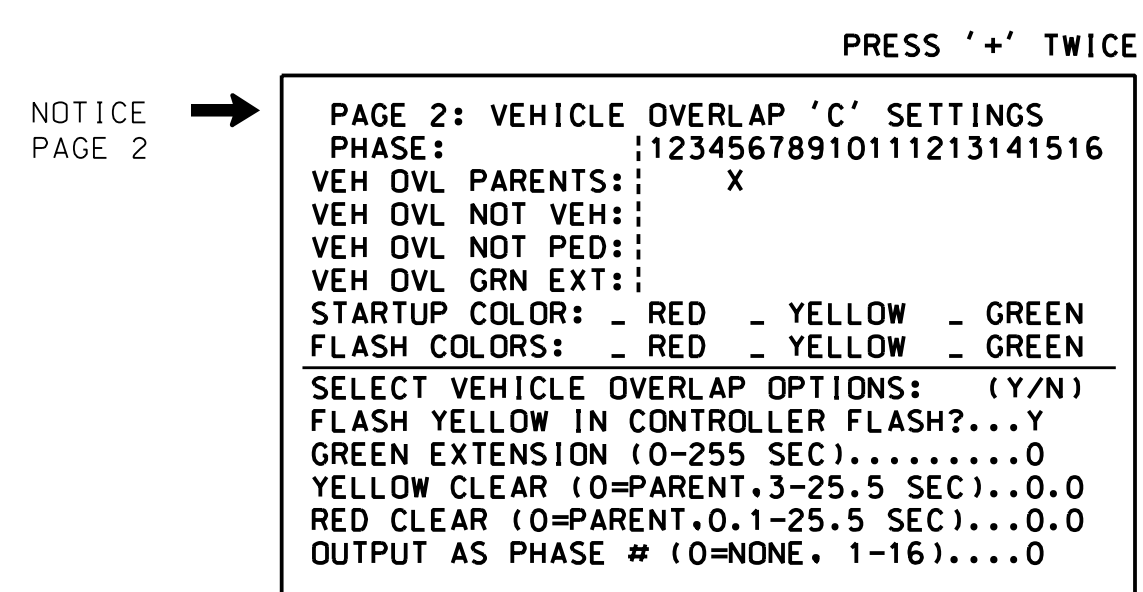 PRESS '+' TWICE
NOTICE
PAGE 2
PAGE 2: VEHICLE OVERLAP 'C' SETTINGS
PHASE: ¦12345678910111213141516
VEH OVL PARENTS:¦ X
VEH OVL NOT VEH:¦
VEH OVL NOT PED:¦
VEH OVL GRN EXT:¦
STARTUP COLOR: _ RED _ YELLOW _ GREEN
FLASH COLORS: _ RED _ YELLOW _ GREEN
SELECT VEHICLE OVERLAP OPTIONS: (Y/N)
FLASH YELLOW IN CONTROLLER FLASH?...Y
GREEN EXTENSION (0-255 SEC).........0
YELLOW CLEAR (0=PARENT,3-25.5 SEC)..0.0
RED CLEAR (0=PARENT,0.1-25.5 SEC)...0.0
OUTPUT AS PHASE # (0=NONE, 1-16)....0